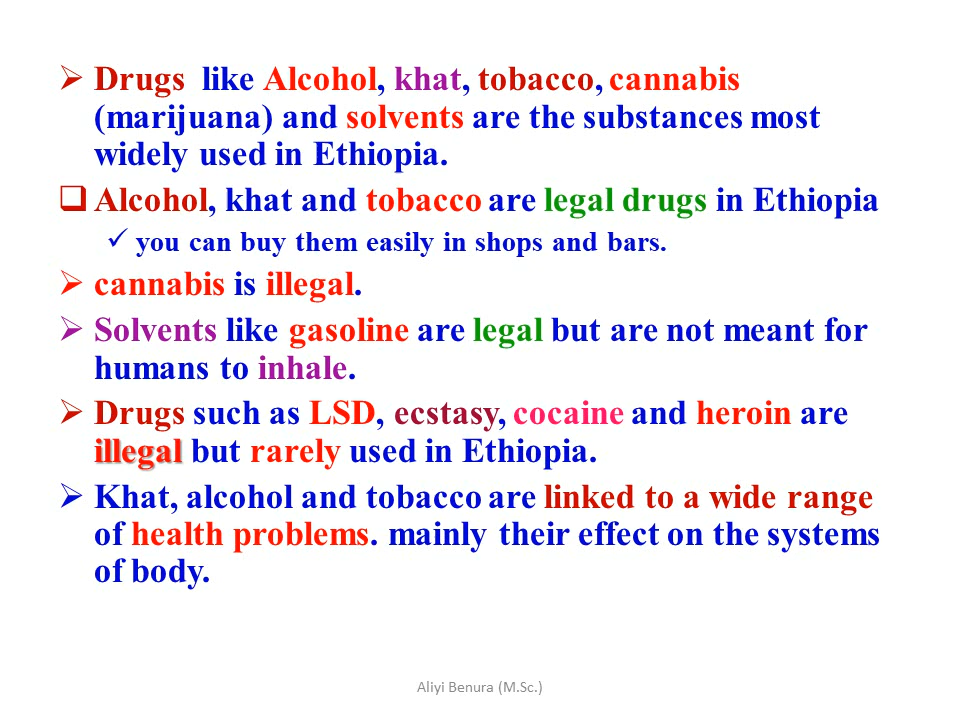 Drugs like Alcohol, khat, tobacco, cannabis
(marijuana) and solvents are the substances most
widely used in Ethiopia.
Alcohol, khat and tobacco are legal drugs in Ethiopia
you can buy them easily in shops and bars.
cannabis is illegal.
Solvents like gasoline are legal but are not meant for
humans to inhale.
Drugs such as LSD, ecstasy, cocaine and heroin are
illegal but rarely used in Ethiopia.
Khat, alcohol and tobacco are linked to a wide range
of health problems. mainly their effect on the systems
of body.
Aliyi Benura (M.Sc.)